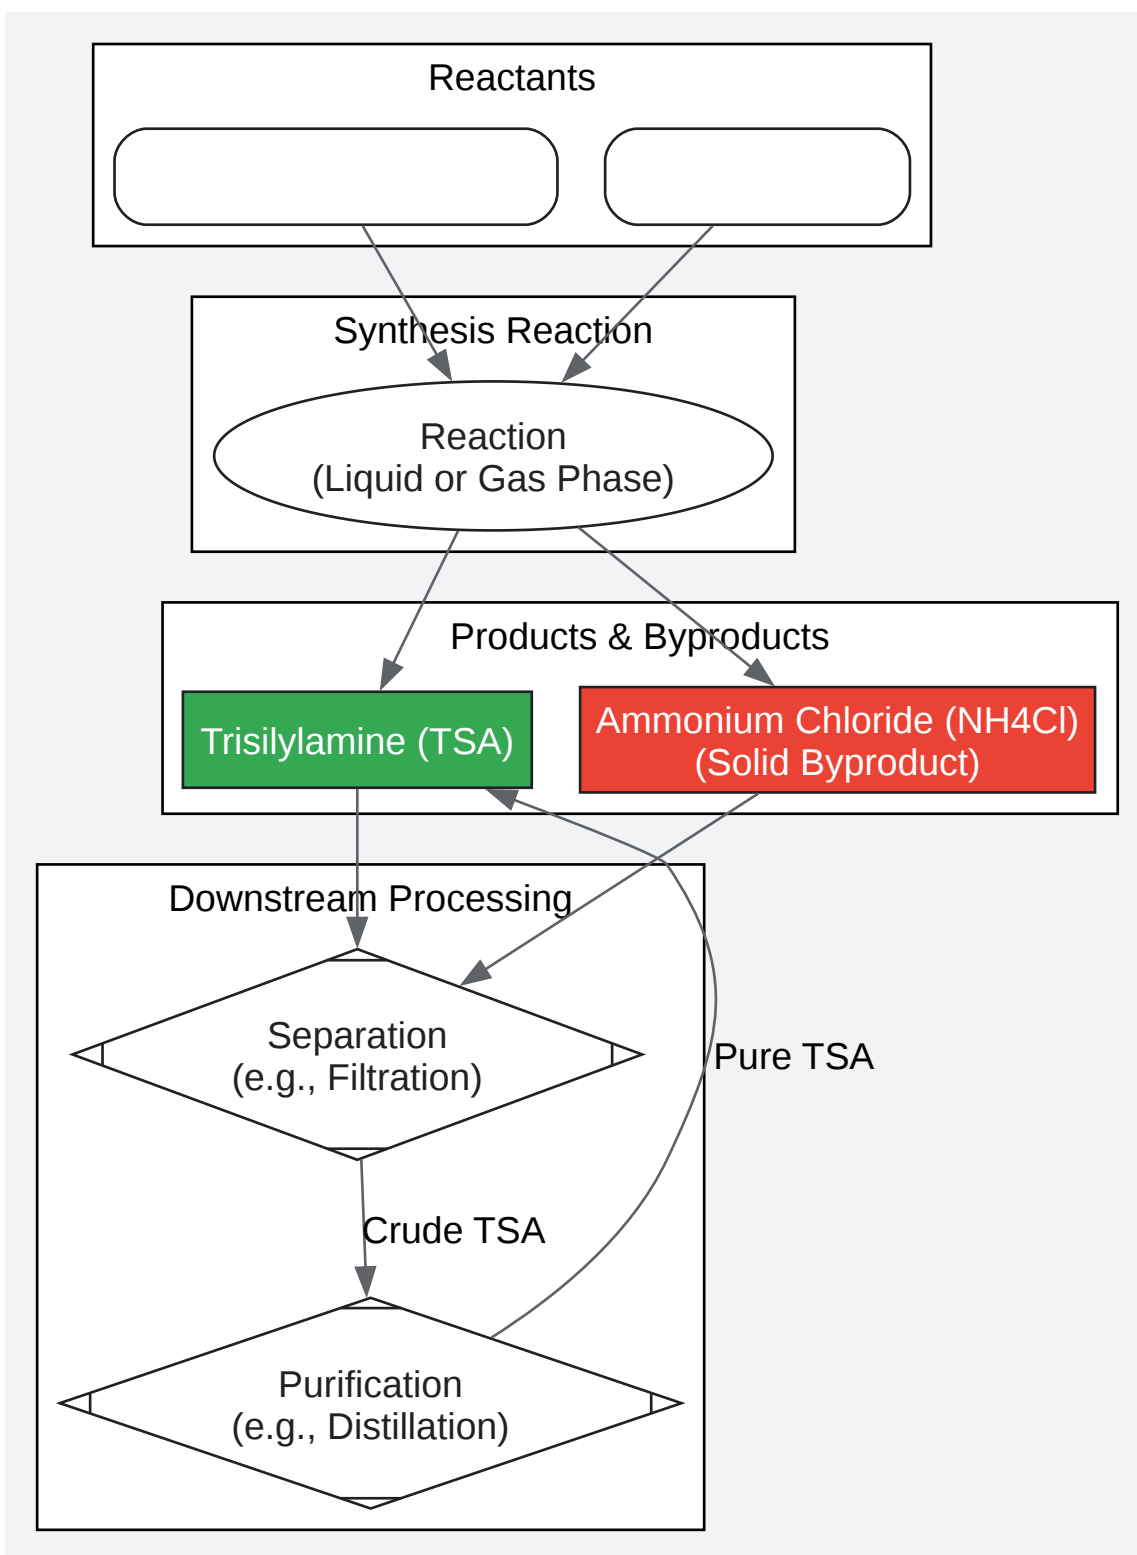 Reactants
Synthesis Reaction
Reaction
(Liquid or Gas Phase)
Products & Byproducts
Trisilylamine (TSA)
Ammonium Chloride (NH4Cl)
(Solid Byproduct)
Downstream Processing
Separation
(e.g., Filtration)
Pure TSA
Crude TSA
Purification
(e.g., Distillation)